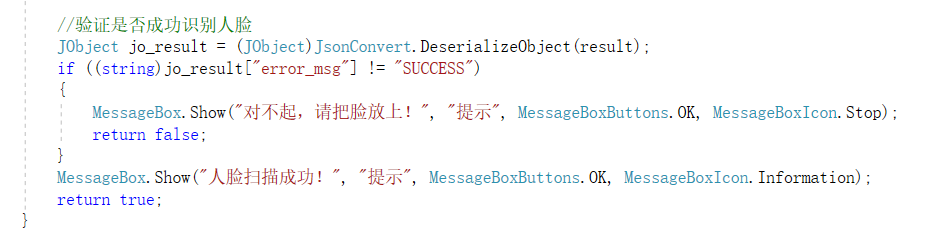 //验证是否成功识别人脸
JObject jo_result = (JObject)JsonConvert.DeserializeObject(result);
if ((string)jo_result["error_msg"] != "SUCCESS")
{
MessageBox.Show("对不起，请把脸放上！", "提示", MessageBoxButtons.OK, MessageBoxIcon.Stop);
return false;
}
MessageBox.Show("人脸扫描成功！", "提示", MessageBoxButtons.OK, MessageBoxIcon.Information);
return true;
}